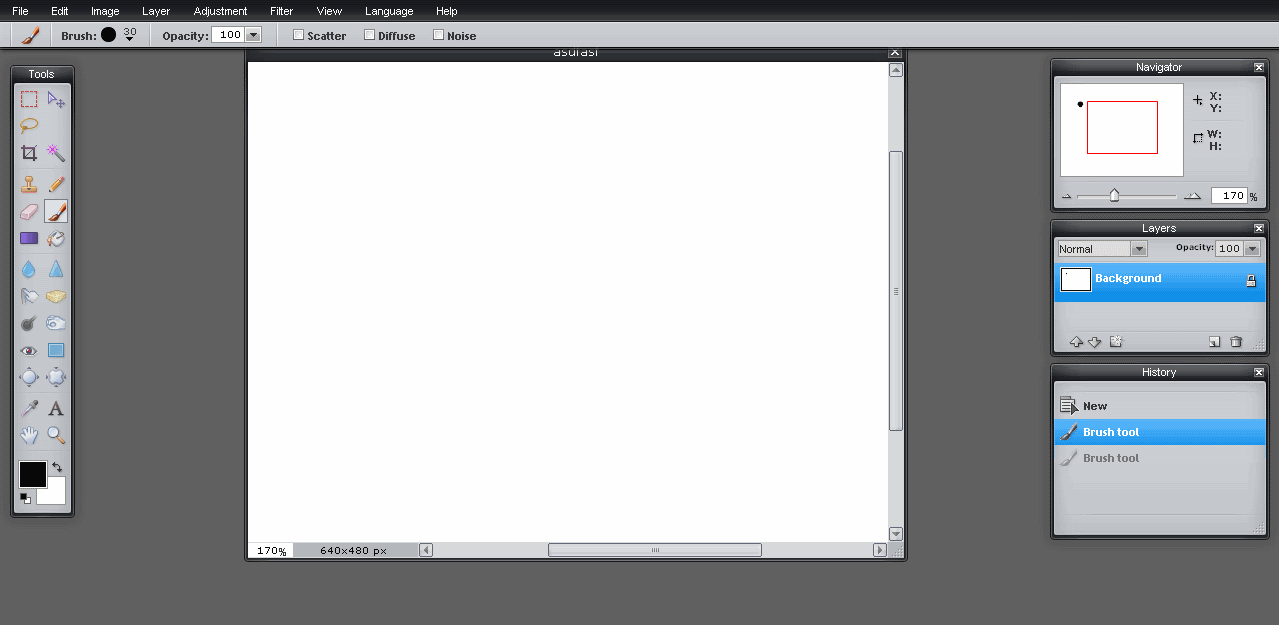 File Edit Image Layer Adjustment Filter View Language Help
Brush: 30 Opacity: 100 Scatter Diffuse Noise
asurasi
Tools
Navigator
X:
Y:
W:
H:
170 %
Layers
Normal Opacity: 100
Background
History
New
Brush tool
Brush tool
170% 640x480 px